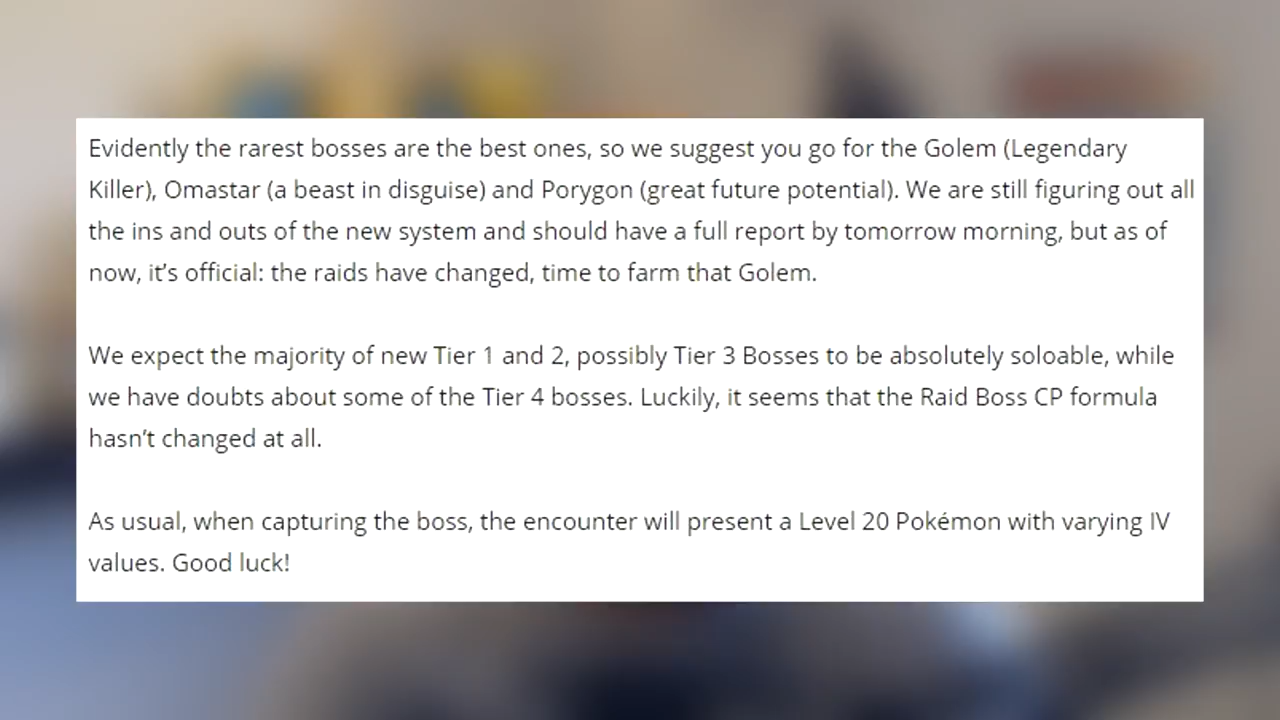 Evidently the rarest bosses are the best ones, so we suggest you go for the Golem (Legendary
Killer), Omastar (a beast in disguise) and Porygon (great future potential). We are still figuring out all
the ins and outs of the new system and should have a full report by tomorrow morning, but as of
now, it’s official: the raids have changed, time to farm that Golem.
We expect the majority of new Tier 1 and 2, possibly Tier 3 Bosses to be absolutely soloable, while
we have doubts about some of the Tier 4 bosses. Luckily, it seems that the Raid Boss CP formula
hasn’t changed at all.
As usual, when capturing the boss, the encounter will present a Level 20 Pokémon with varying IV
values. Good luck!